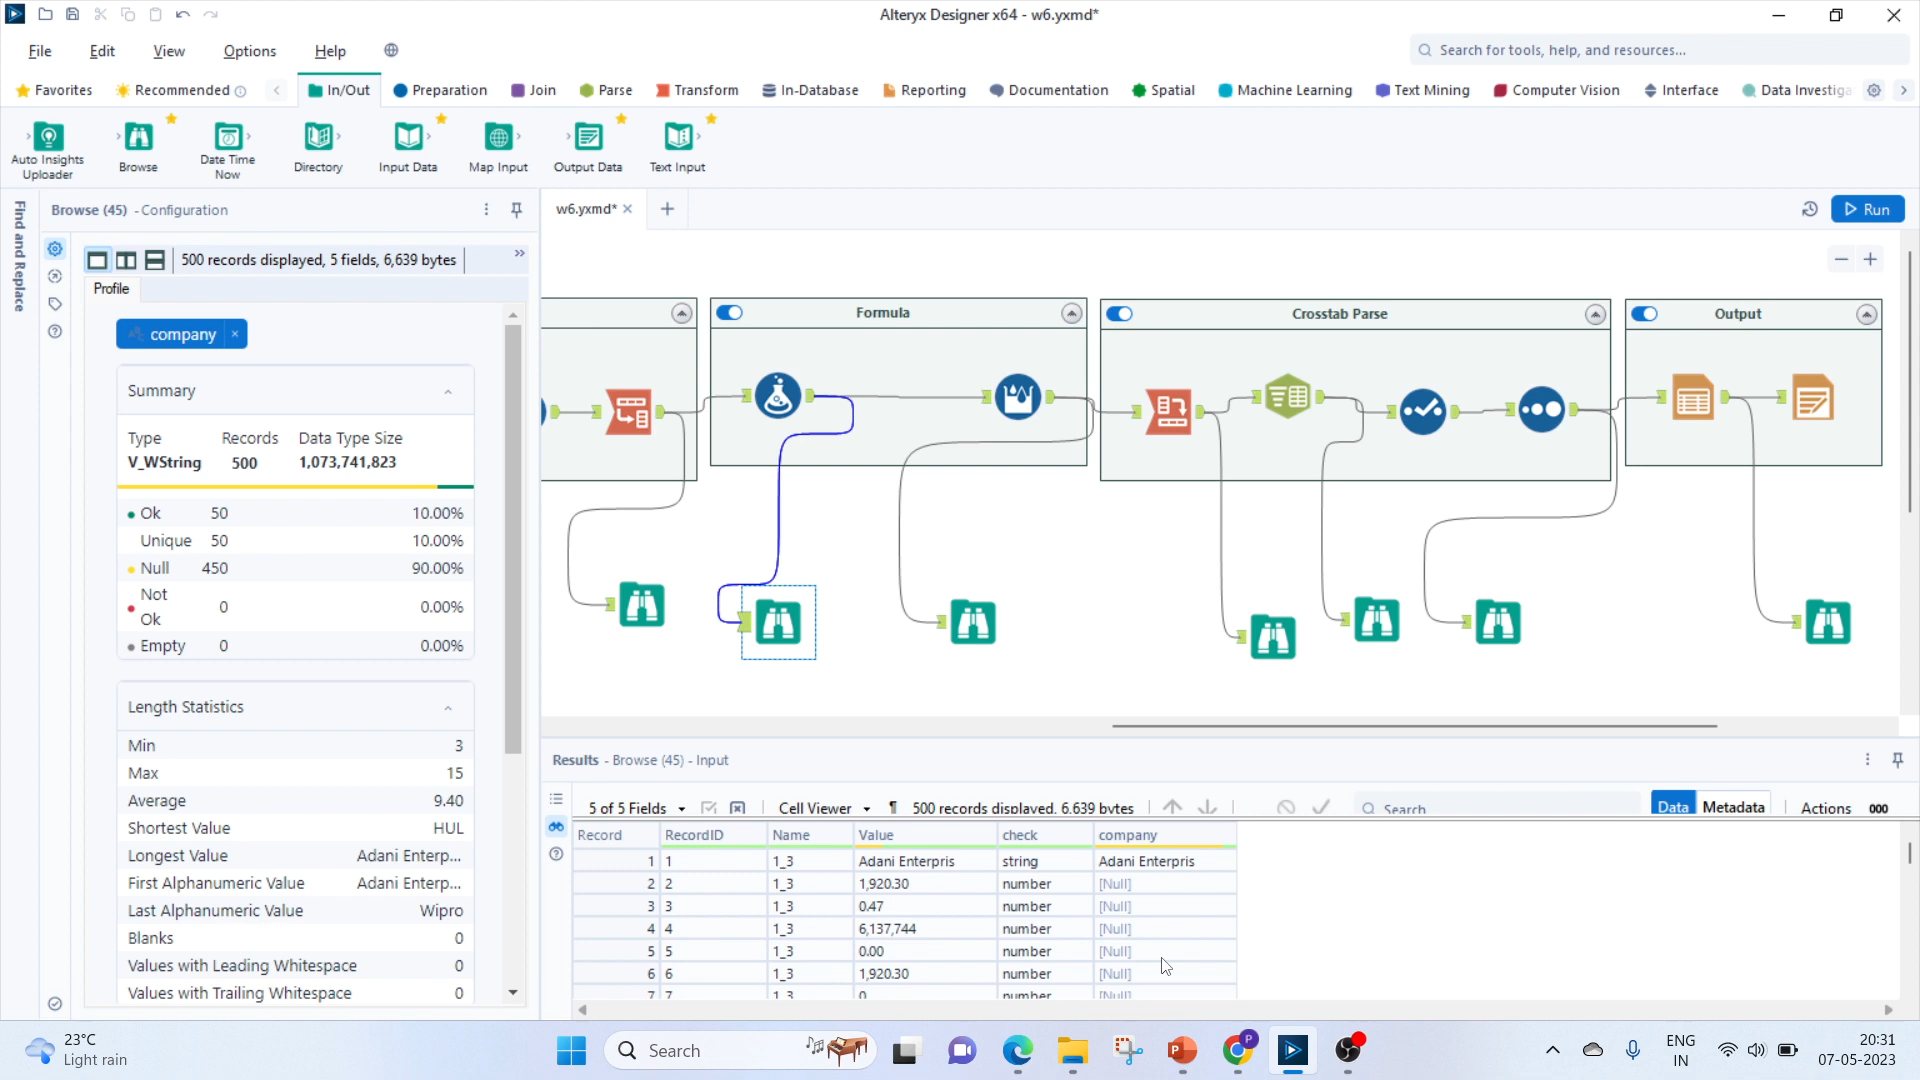 Alteryx Designer x64 - w6.yxmd*
File Edit View Options Help
Search for tools, help, and resources...
Favorites Recommended In/Out Preparation Join Parse Transform In-Database Reporting Documentation Spatial Machine Learning Text Mining Computer Vision Interface Data Investiga
Auto Insights Uploader
Browse
Date Time Now
Directory
Input Data
Map Input
Output Data
Text Input
Find and Replace
Browse (45) - Configuration
w6.yxmd*
Run
500 records displayed, 5 fields, 6,639 bytes
Profile
company
Summary
Type Records Data Type Size
V_WString 500 1,073,741,823
Ok 50 10.00%
Unique 50 10.00%
Null 450 90.00%
Not Ok 0 0.00%
Empty 0 0.00%
Length Statistics
Min 3
Max 15
Average 9.40
Shortest Value HUL
Longest Value Adani Enterp...
First Alphanumeric Value Adani Enterp...
Last Alphanumeric Value Wipro
Blanks 0
Values with Leading Whitespace 0
Values with Trailing Whitespace 0
Formula
Crosstab Parse
Output
Results - Browse (45) - Input
5 of 5 Fields Cell Viewer 500 records displayed, 6,639 bytes Search Data Metadata Actions 000
Record RecordID Name Value check company
1 1 1_3 Adani Enterpris string Adani Enterpris
2 2 1_3 1,920.30 number [Null]
3 3 1_3 0.47 number [Null]
4 4 1_3 6,137,744 number [Null]
5 5 1_3 0.00 number [Null]
6 6 1_3 1,920.30 number [Null]
7 7 1_3 0 number [Null]
23°C
Light rain
Search
P
ENG
IN
20:31
07-05-2023